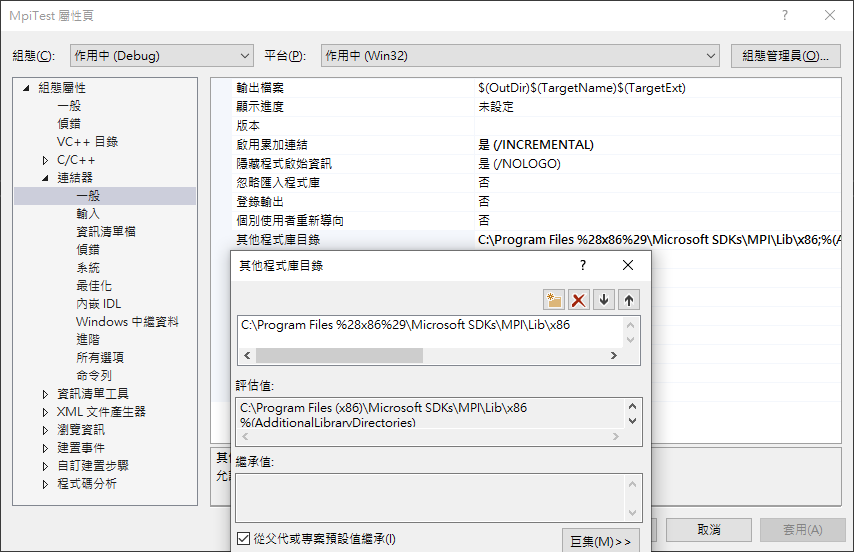 MpiTest 屬性頁
組態(C): 作用中 (Debug) 平台(P): 作用中 (Win32) 組態管理員(O)...
組態屬性
一般
偵錯
VC++ 目錄
C/C++
連結器
一般
輸入
資訊清單檔
偵錯
系統
最佳化
內嵌 IDL
Windows 中繼資料
進階
所有選項
命令列
資訊清單工具
XML 文件產生器
瀏覽資訊
建置事件
自訂建置步驟
程式碼分析
輸出檔案 $(OutDir)$(TargetName)$(TargetExt)
顯示進度 未設定
版本
啟用累加連結 是 (/INCREMENTAL)
隱藏程式啟始資訊 是 (/NOLOGO)
忽略匯入程式庫 否
登錄輸出 否
個別使用者重新導向 否
其他程式庫目錄 C:\Program Files %28x86%29\Microsoft SDKs\MPI\Lib\x86;%(A
其他程式庫目錄
C:\Program Files %28x86%29\Microsoft SDKs\MPI\Lib\x86
評估值:
C:\Program Files (x86)\Microsoft SDKs\MPI\Lib\x86
%(AdditionalLibraryDirectories)
繼承值:
從父代或專案預設值繼承(I)
巨集(M)>>
取消 套用(A)